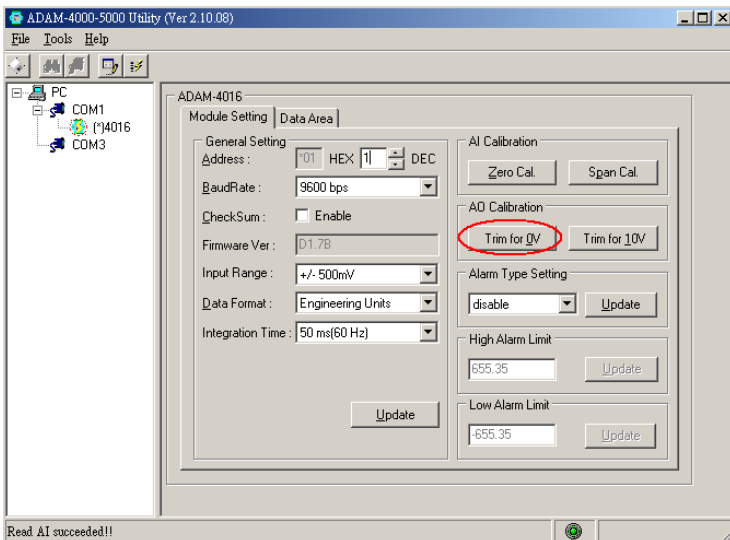 ADAM-4000-5000 Utility (Ver 2.10.08)
File Tools Help
PC
COM1
(*)4016
COM3
ADAM-4016
Module Setting Data Area
General Setting
Address : *01 HEX 1 DEC
BaudRate : 9600 bps
CheckSum : Enable
Firmware Ver : D1.7B
Input Range : +/- 500mV
Data Format : Engineering Units
Integration Time : 50 ms(60 Hz)
Update
AI Calibration
Zero Cal. Span Cal.
AO Calibration
Trim for 0V Trim for 10V
Alarm Type Setting
disable Update
High Alarm Limit
655.35 Update
Low Alarm Limit
-655.35 Update
Read AI succeeded!!